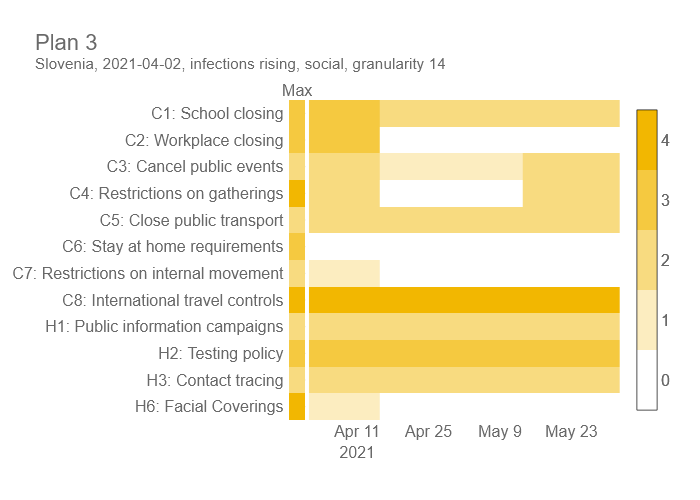 Plan 3
Slovenia, 2021-04-02, infections rising, social, granularity 14
Max
C1: School closing
C2: Workplace closing
C3: Cancel public events
C4: Restrictions on gatherings
C5: Close public transport
C6: Stay at home requirements
C7: Restrictions on internal movement
C8: International travel controls
H1: Public information campaigns
H2: Testing policy
H3: Contact tracing
H6: Facial Coverings
Apr 11 Apr 25 May 9 May 23
2021
4
3
2
1
0